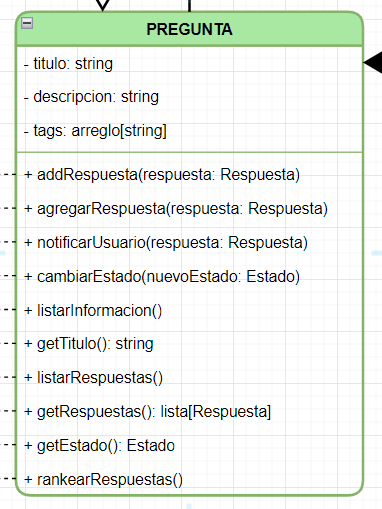 PREGUNTA
- titulo: string
- descripcion: string
- tags: arreglo[string]
+ addRespuesta(respuesta: Respuesta)
+ agregarRespuesta(respuesta: Respuesta)
+ notificarUsuario(respuesta: Respuesta)
+ cambiarEstado(nuevoEstado: Estado)
+ listarInformacion()
+ getTitulo(): string
+ listarRespuestas()
+ getRespuestas(): lista[Respuesta]
+ getEstado(): Estado
+ rankearRespuestas()